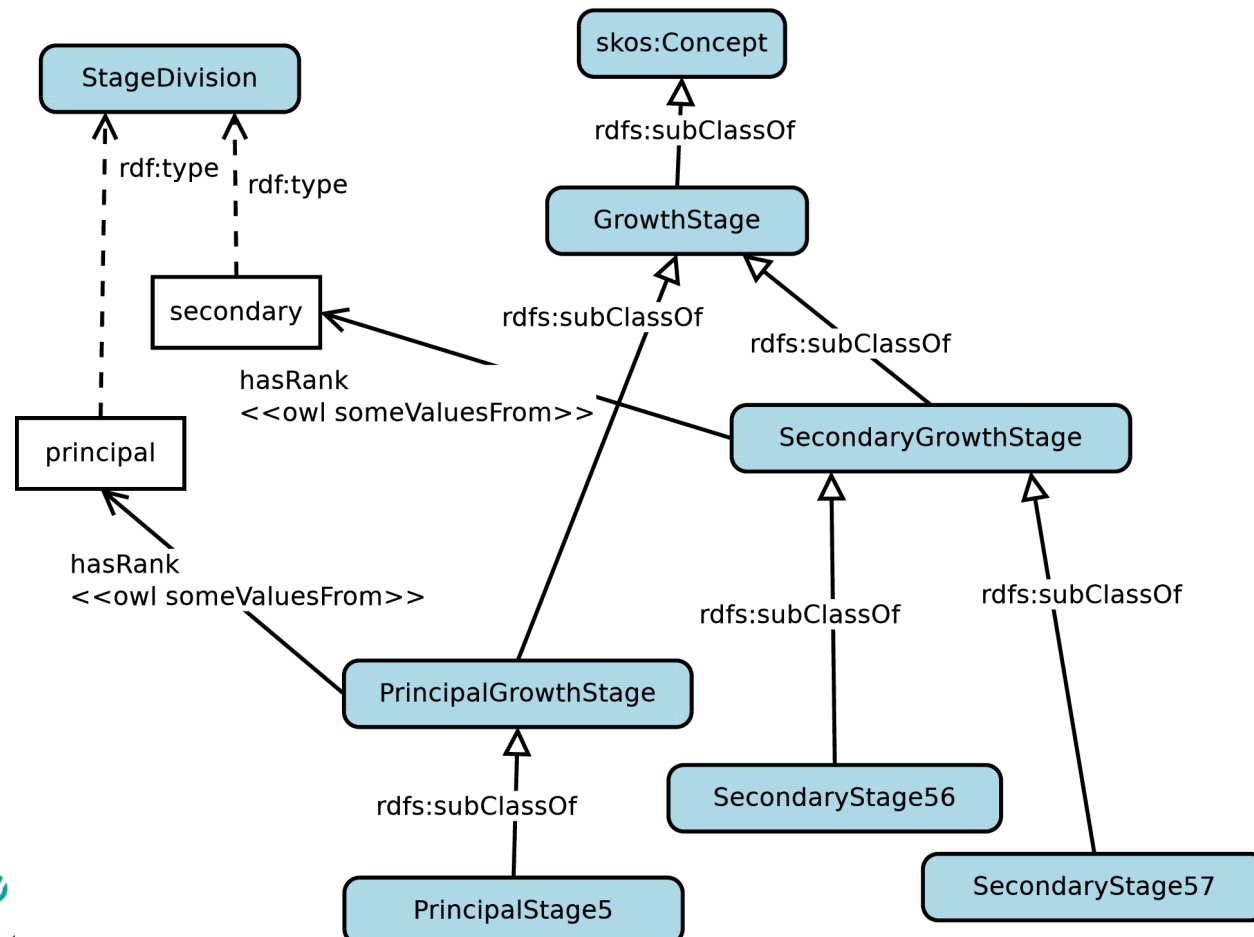 skos:Concept
StageDivision
rdfs:subClassOf
rdf:type
rdf:type
GrowthStage
secondary
rdfs:subClassOf
rdfs:subClassOf
hasRank
<<owl someValuesFrom>>
SecondaryGrowthStage
principal
hasRank
<<owl someValuesFrom>>
rdfs:subClassOf
rdfs:subClassOf
PrincipalGrowthStage
SecondaryStage56
rdfs:subClassOf
SecondaryStage57
PrincipalStage5